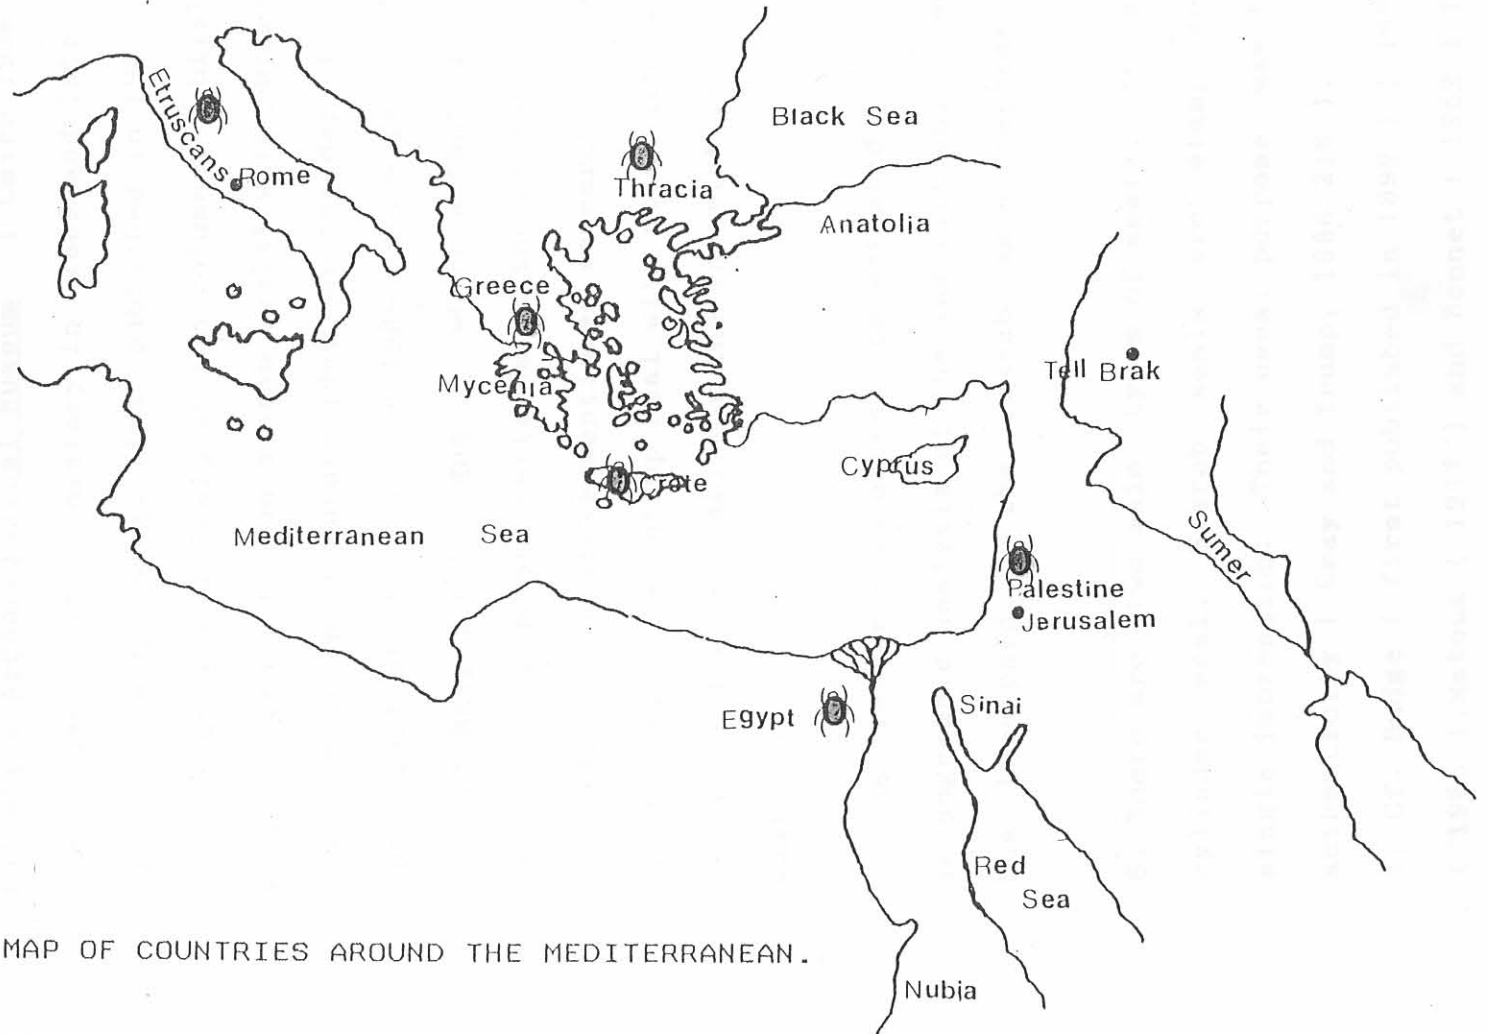 Black Sea
Etruscans
Rome
Thracia
Anatolia
Greece
Tell Brak
Mycenia
Cyprus
Crete
Sumer
Mediterranean Sea
Palestine
Jerusalem
Egypt
Sinai
Red
Sea
MAP OF COUNTRIES AROUND THE MEDITERRANEAN.
Nubia